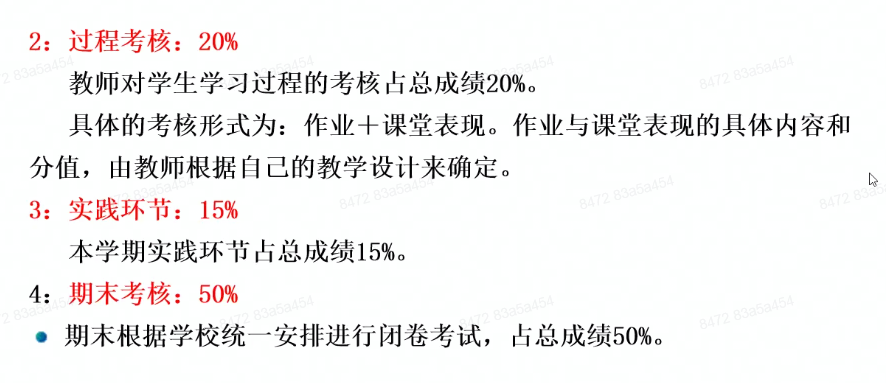 2：过程考核：20%
教师对学生学习过程的考核占总成绩20%。
具体的考核形式为：作业＋课堂表现。作业与课堂表现的具体内容和
分值，由教师根据自己的教学设计来确定。
3：实践环节：15%
本学期实践环节占总成绩15%。
4：期末考核：50%
期末根据学校统一安排进行闭卷考试，占总成绩50%。
8472 83a5a454